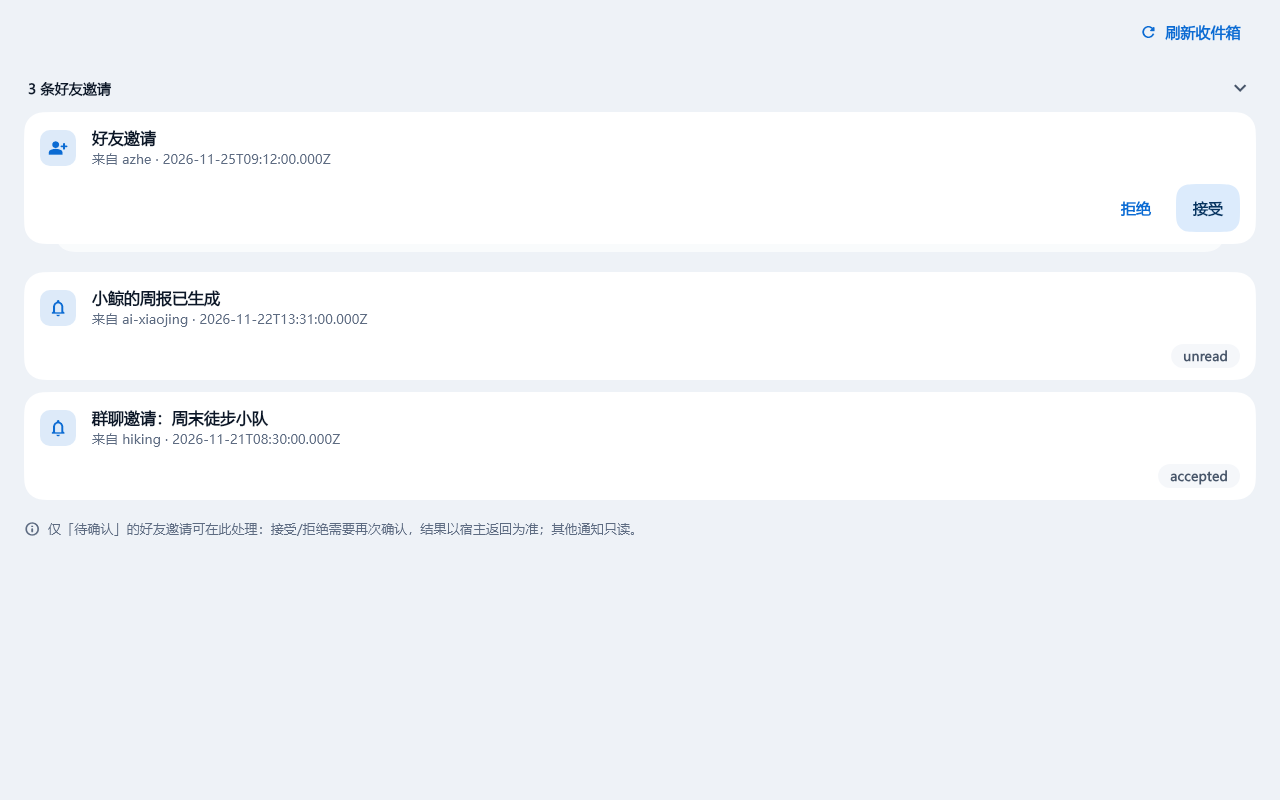 刷新收件箱
3 条好友邀请
好友邀请
来自 azhe · 2026-11-25T09:12:00.000Z
拒绝
接受
小鲸的周报已生成
来自 ai-xiaojing · 2026-11-22T13:31:00.000Z
unread
群聊邀请：周末徒步小队
来自 hiking · 2026-11-21T08:30:00.000Z
accepted
仅「待确认」的好友邀请可在此处理：接受/拒绝需要再次确认，结果以宿主返回为准；其他通知只读。